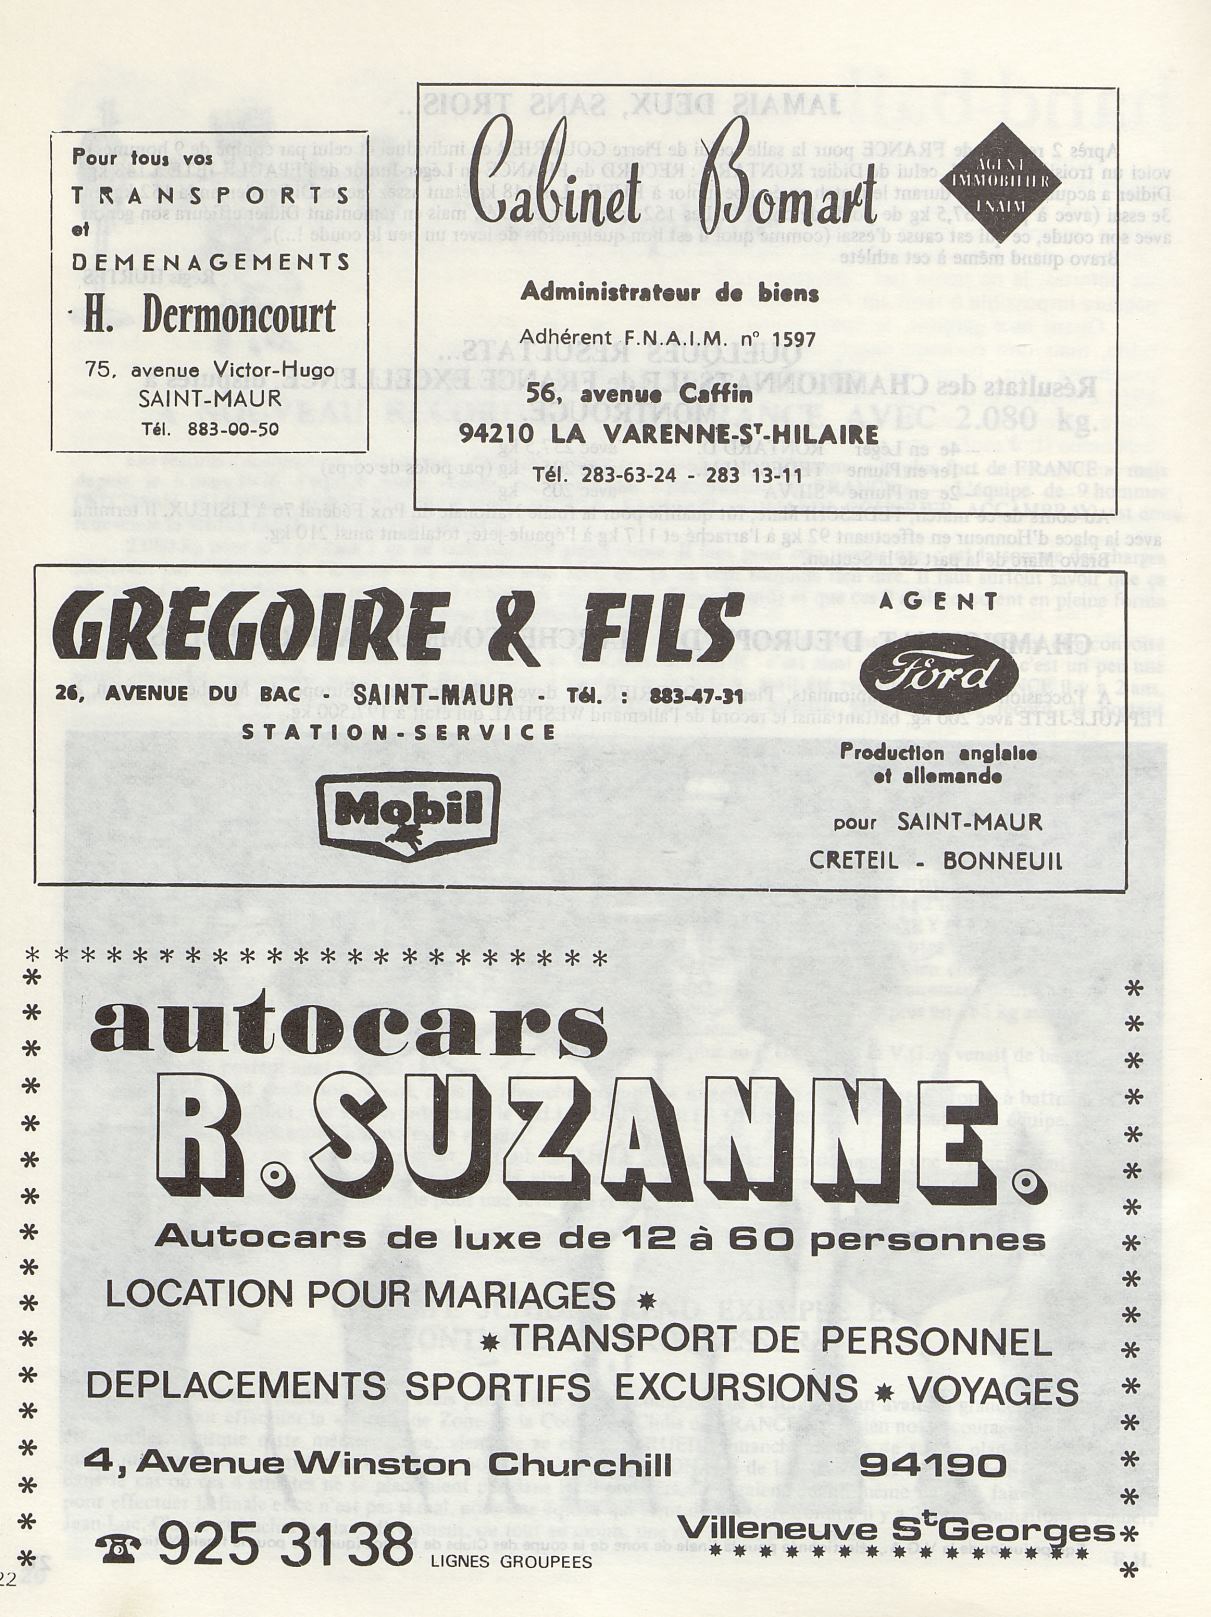 Pour tous vos
TRANSPORTS
et
DEMENAGEMENTS
H. Dermoncourt
75, avenue Victor-Hugo
SAINT-MAUR
Tél. 883-00-50
Cabinet Bomart
AGENT
IMMOBILIER
FNAIM
Administrateur de biens
Adhérent F.N.A.I.M. n° 1597
56, avenue Caffin
94210 LA VARENNE-Sᵀ-HILAIRE
Tél. 283-63-24 - 283 13-11
GRÉGOIRE & FILS
26, AVENUE DU BAC - SAINT-MAUR - Tél. : 883-47-31
STATION-SERVICE
Mobil
AGENT
Ford
Production anglaise
et allemande
pour SAINT-MAUR
CRETEIL - BONNEUIL
autocars
R. SUZANNE.
Autocars de luxe de 12 à 60 personnes
LOCATION POUR MARIAGES *
* TRANSPORT DE PERSONNEL
DEPLACEMENTS SPORTIFS EXCURSIONS * VOYAGES
4, Avenue Winston Churchill 94190
Villeneuve Sᵗ Georges
☎ 925 31 38 LIGNES GROUPEES
22